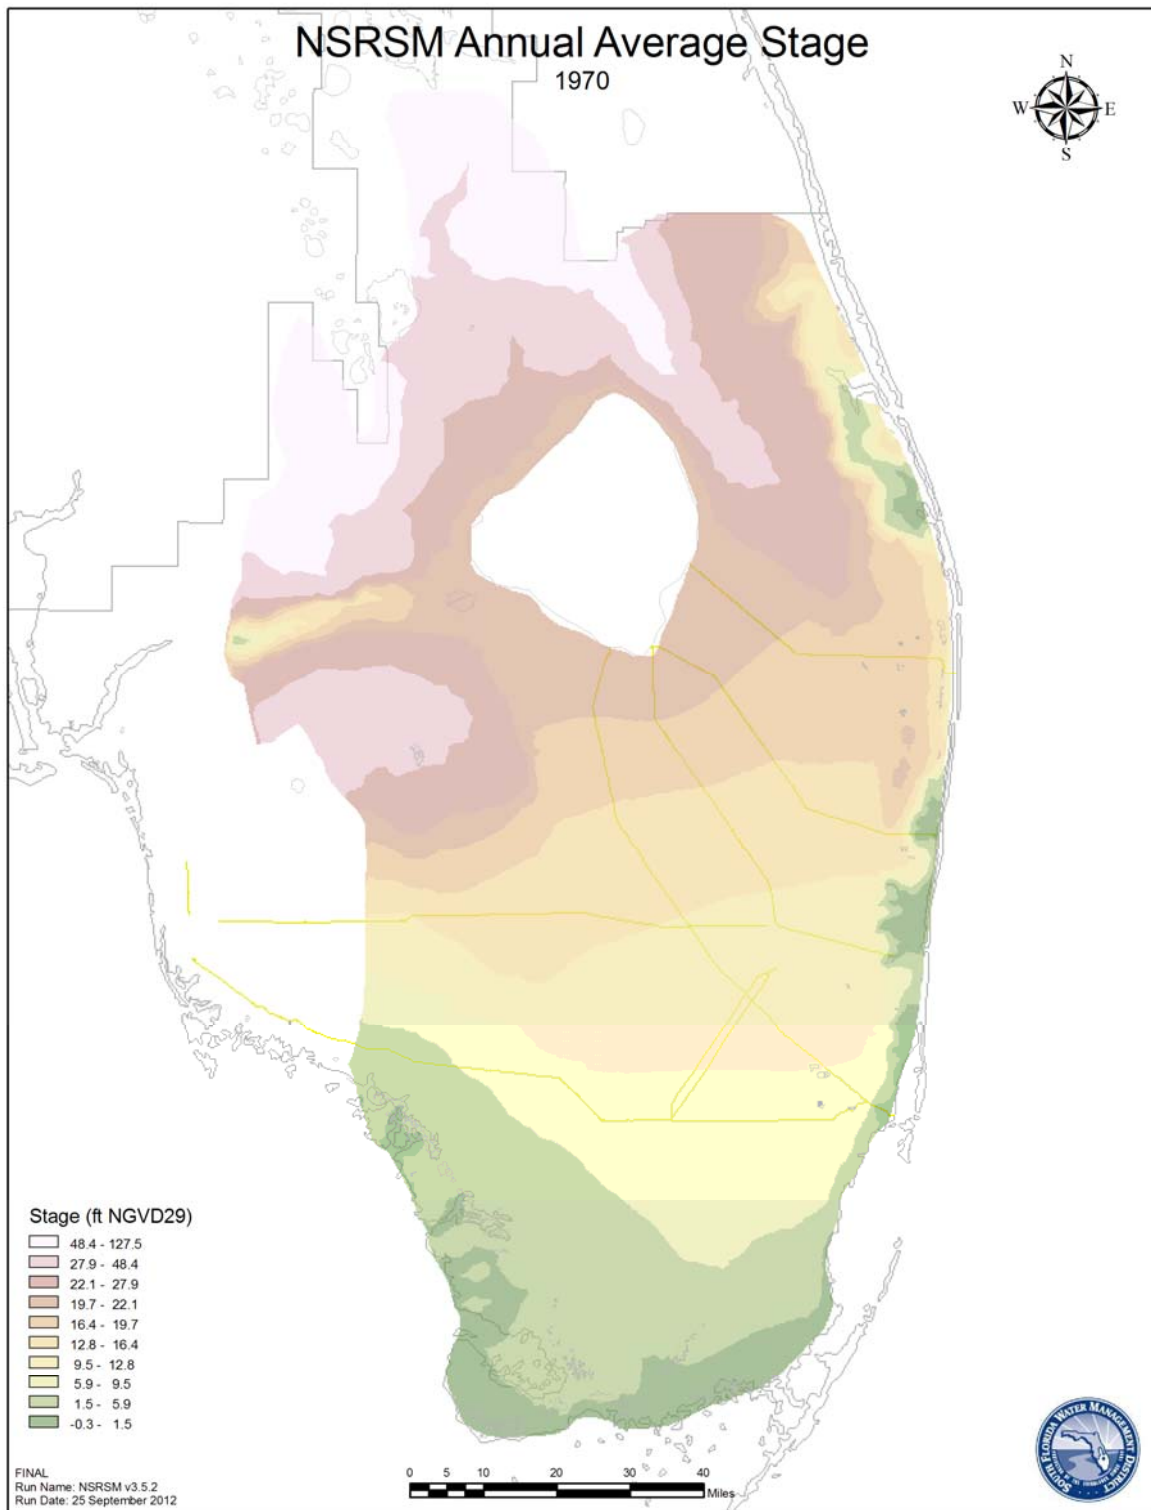 NSRSM Annual Average Stage
1970
N
W E
S
Stage (ft NGVD29)
48.4 - 127.5
27.9 - 48.4
22.1 - 27.9
19.7 - 22.1
16.4 - 19.7
12.8 - 16.4
9.5 - 12.8
5.9 - 9.5
1.5 - 5.9
-0.3 - 1.5
FINAL
Run Name: NSRSM v3.5.2
Run Date: 25 September 2012
0 5 10 20 30 40
Miles
SOUTH FLORIDA WATER MANAGEMENT DISTRICT